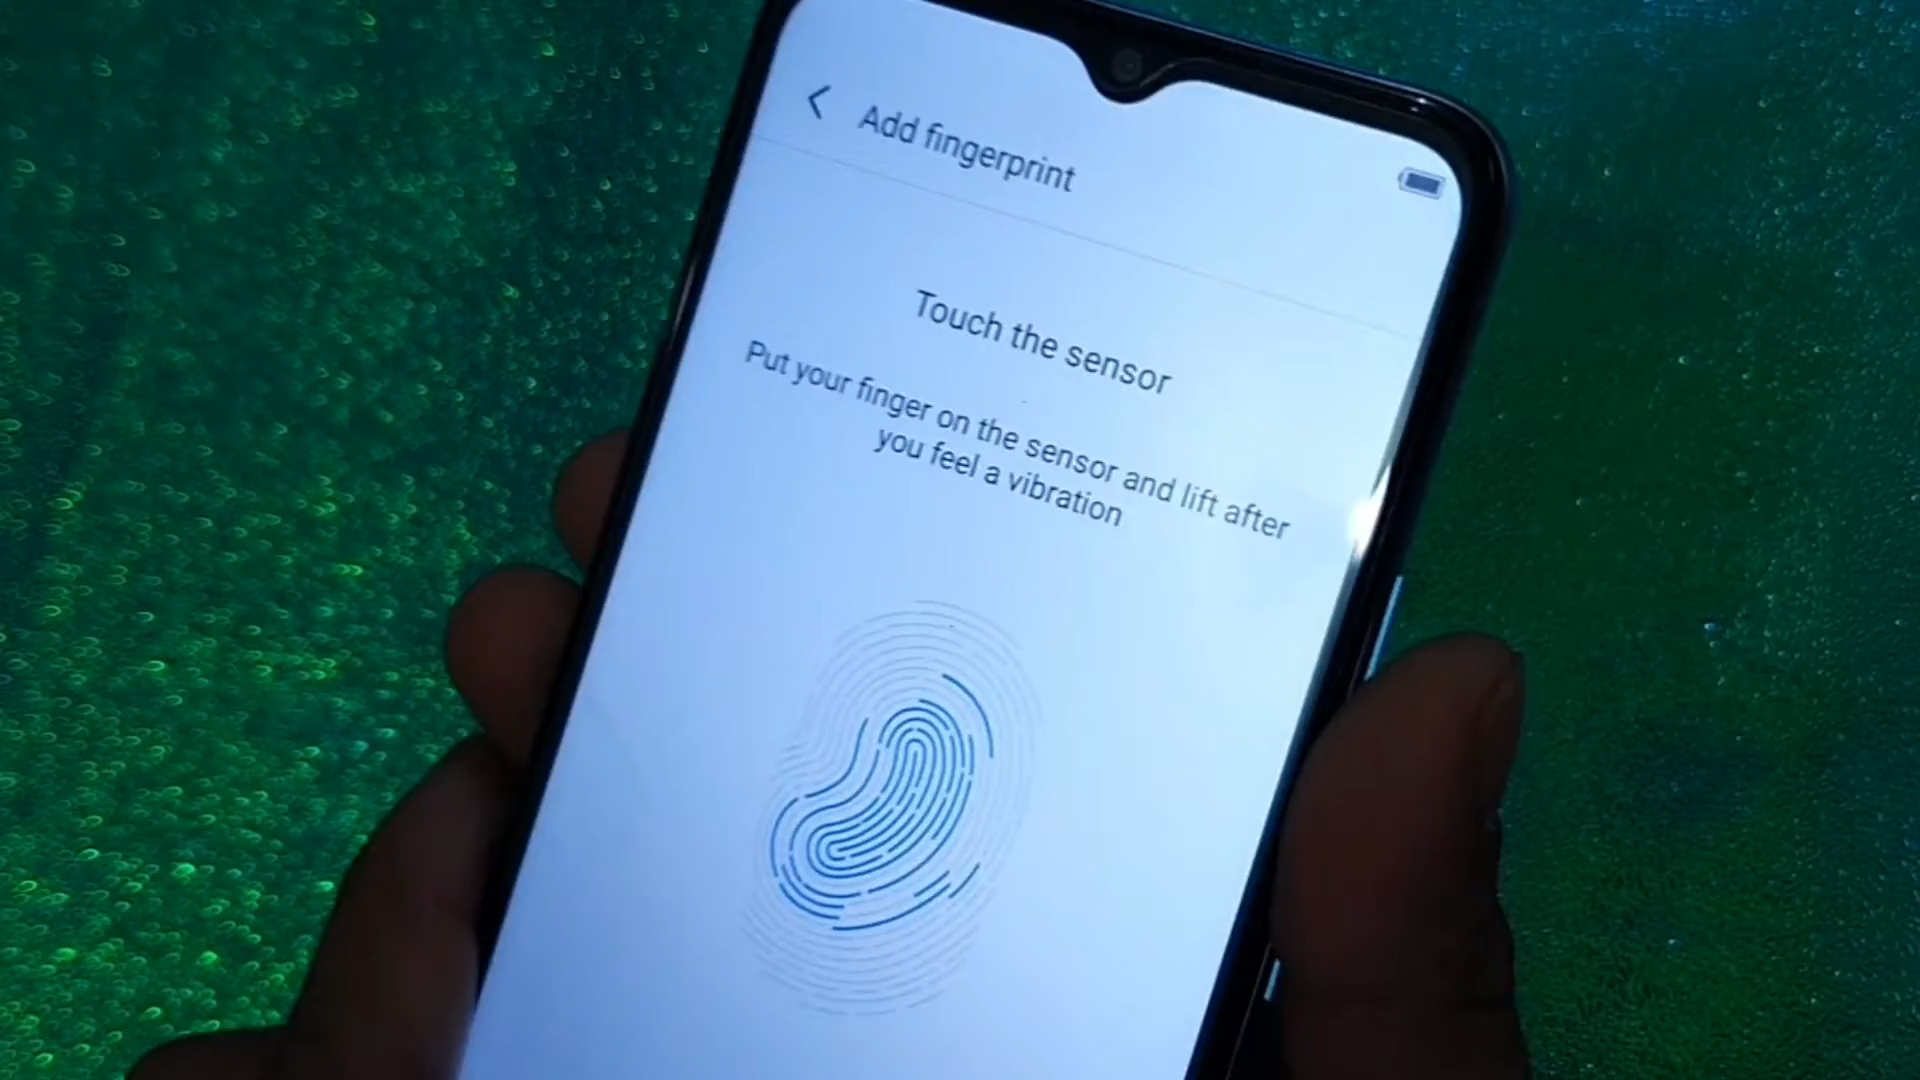 Add fingerprint
Touch the sensor
Put your finger on the sensor and lift after
you feel a vibration